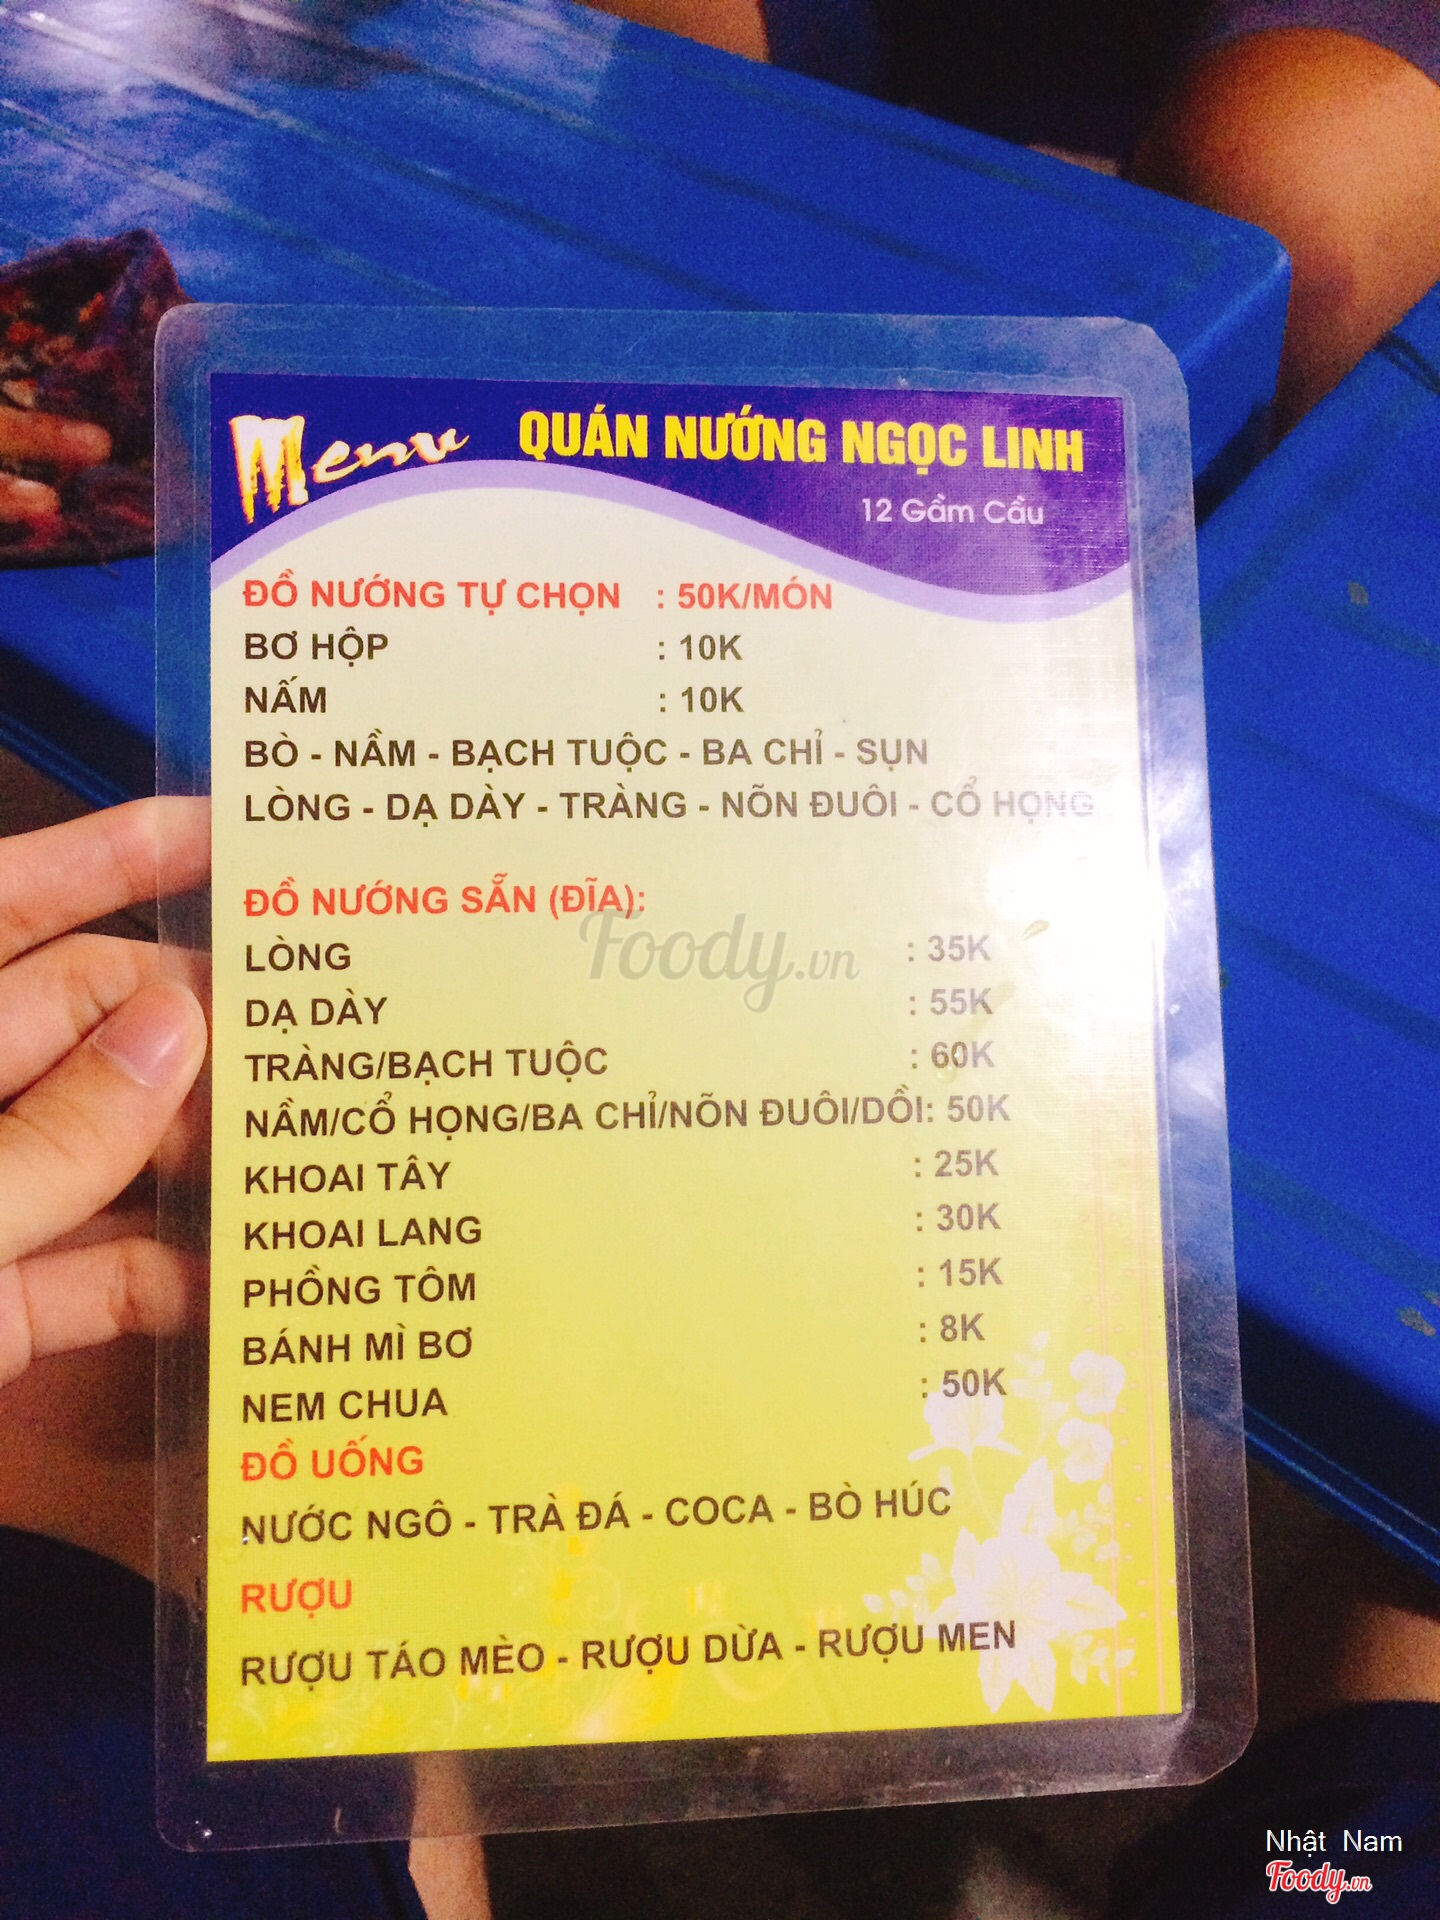 Menu QUÁN NƯỚNG NGỌC LINH
12 Gầm Cầu
ĐỒ NƯỚNG TỰ CHỌN : 50K/MÓN
BƠ HỘP : 10K
NẤM : 10K
BÒ - NẦM - BẠCH TUỘC - BA CHỈ - SỤN
LÒNG - DẠ DÀY - TRÀNG - NÕN ĐUÔI - CỔ HỌNG
ĐỒ NƯỚNG SẴN (ĐĨA):
LÒNG : 35K
DẠ DÀY : 55K
TRÀNG/BẠCH TUỘC : 60K
NẦM/CỔ HỌNG/BA CHỈ/NÕN ĐUÔI/DỒI: 50K
KHOAI TÂY : 25K
KHOAI LANG : 30K
PHỒNG TÔM : 15K
BÁNH MÌ BƠ : 8K
NEM CHUA : 50K
ĐỒ UỐNG
NƯỚC NGÔ - TRÀ ĐÁ - COCA - BÒ HÚC
RƯỢU
RƯỢU TÁO MÈO - RƯỢU DỪA - RƯỢU MEN
Foody.vn
Nhật Nam
Foody.vn